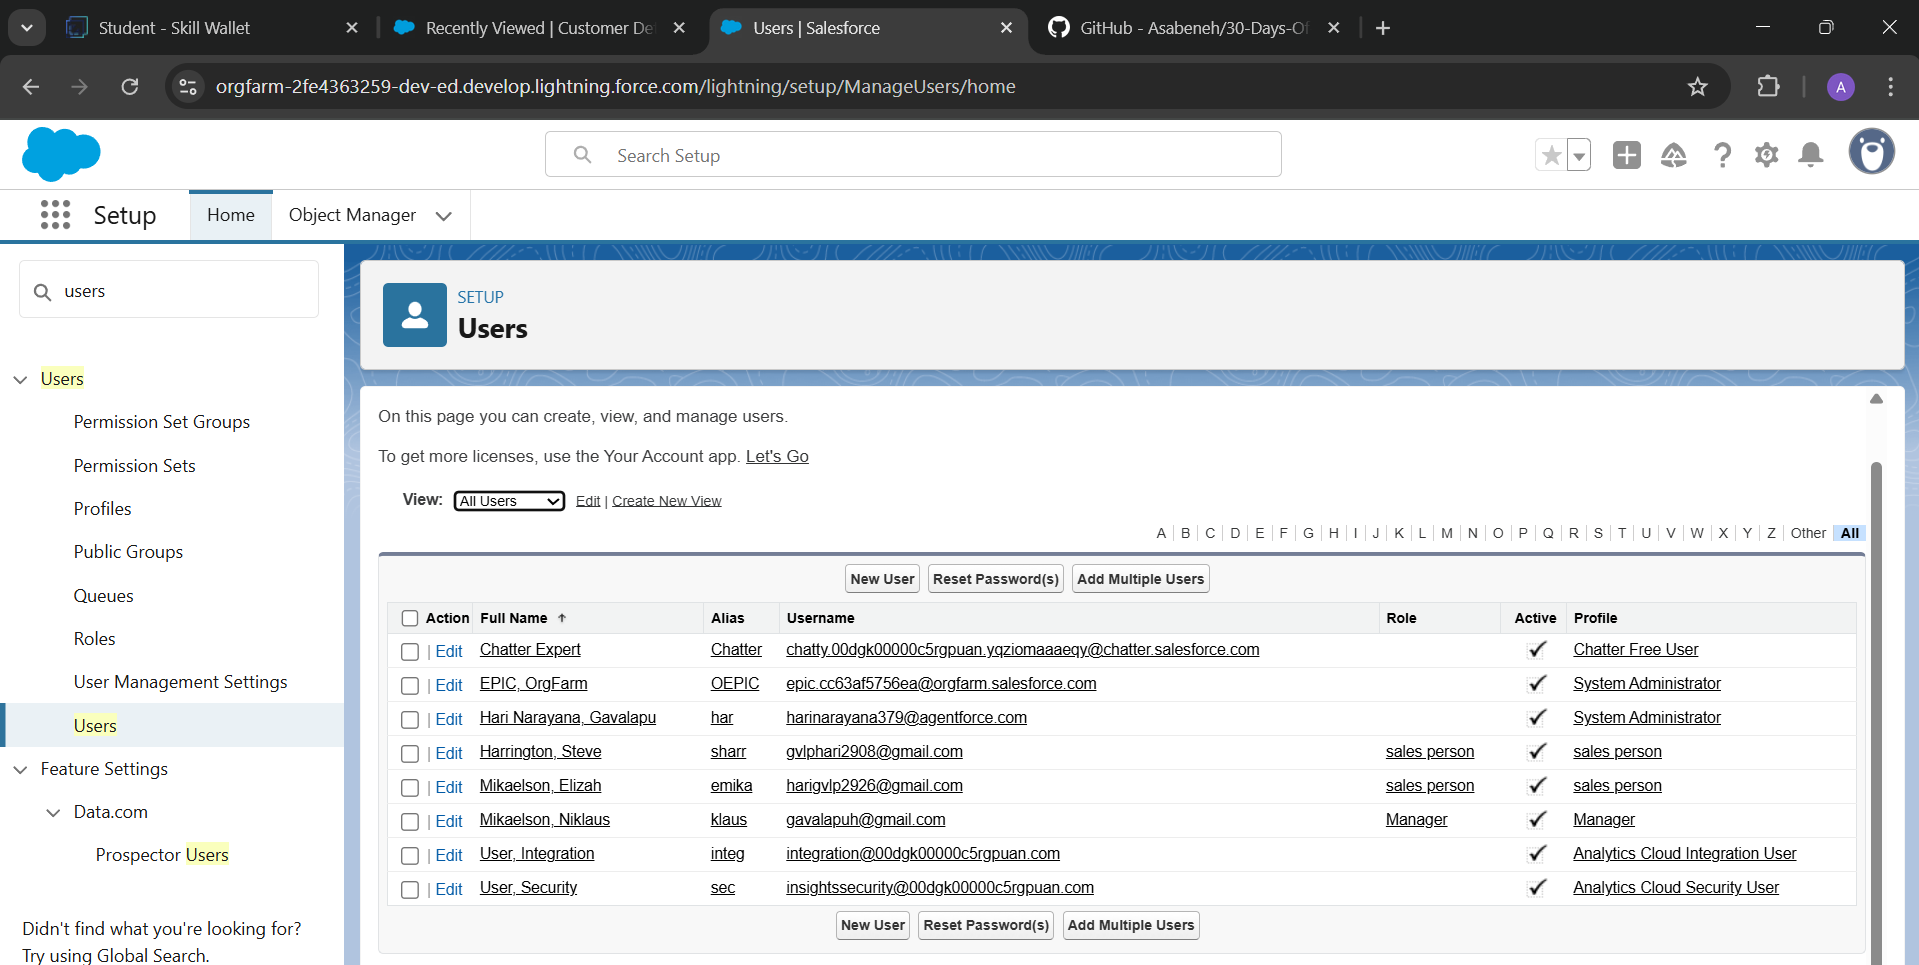 Student - Skill Wallet
Recently Viewed | Customer De
Users | Salesforce
GitHub - Asabeneh/30-Days-Of
orgfarm-2fe4363259-dev-ed.develop.lightning.force.com/lightning/setup/ManageUsers/home
A
Search Setup
Setup
Home
Object Manager
users
Users
Permission Set Groups
Permission Sets
Profiles
Public Groups
Queues
Roles
User Management Settings
Users
Feature Settings
Data.com
Prospector Users
Didn't find what you're looking for?
Try using Global Search.
SETUP
Users
On this page you can create, view, and manage users.
To get more licenses, use the Your Account app. Let's Go
View: All Users Edit | Create New View
A | B | C | D | E | F | G | H | I | J | K | L | M | N | O | P | Q | R | S | T | U | V | W | X | Y | Z | Other | All
New User Reset Password(s) Add Multiple Users
Action Full Name Alias Username Role Active Profile
| Edit Chatter Expert Chatter chatty.00dgk00000c5rgpuan.yqziomaaaeqy@chatter.salesforce.com Chatter Free User
| Edit EPIC, OrgFarm OEPIC epic.cc63af5756ea@orgfarm.salesforce.com System Administrator
| Edit Hari Narayana, Gavalapu har harinarayana379@agentforce.com System Administrator
| Edit Harrington, Steve sharr gvlphari2908@gmail.com sales person sales person
| Edit Mikaelson, Elizah emika harigvlp2926@gmail.com sales person sales person
| Edit Mikaelson, Niklaus klaus gavalapuh@gmail.com Manager Manager
| Edit User, Integration integ integration@00dgk00000c5rgpuan.com Analytics Cloud Integration User
| Edit User, Security sec insightssecurity@00dgk00000c5rgpuan.com Analytics Cloud Security User
New User Reset Password(s) Add Multiple Users